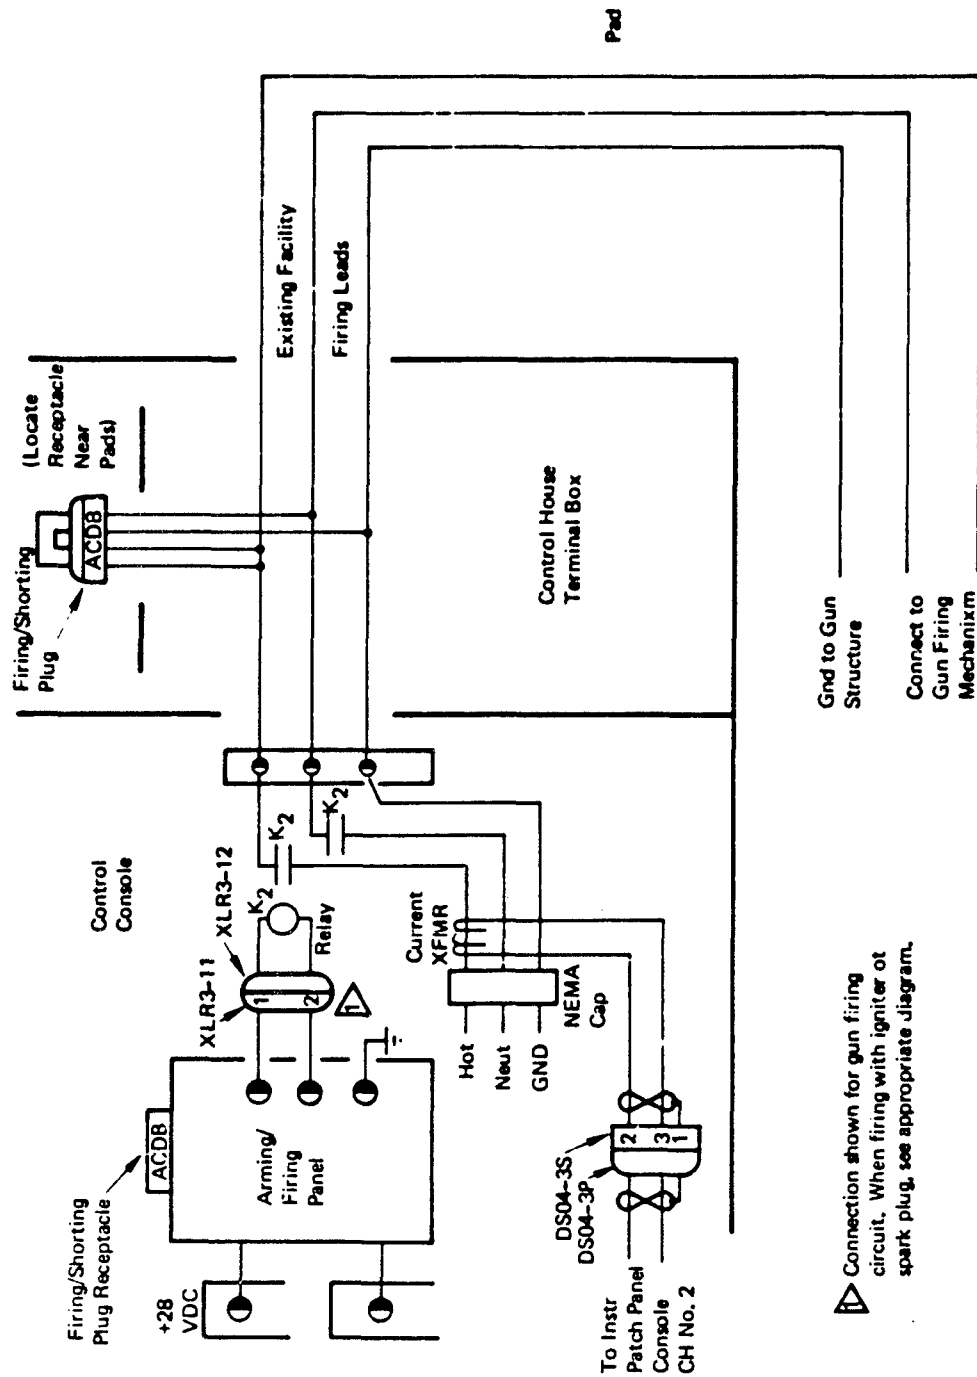 Firing/Shorting
Plug Receptacle
ACDB
+28
VDC
Arming/
Firing
Panel
XLR3-11
XLR3-12
1
2
1
K2
Relay
Control
Console
K2
K2
Hot
Neut
GND
NEMA
Cap
Current
XFMR
DS04-3S
DS04-3P
2
3
1
To Instr
Patch Panel
Console
CH No. 2
Firing/Shorting
Plug
ACDB
(Locate
Receptacle
Near
Pads)
Existing Facility
Firing Leads
Control House
Terminal Box
Pad
Gnd to Gun
Structure
Connect to
Gun Firing
Mechanixm
1 Connection shown for gun firing
circuit. When firing with igniter ot
spark plug, see appropriate diagram.